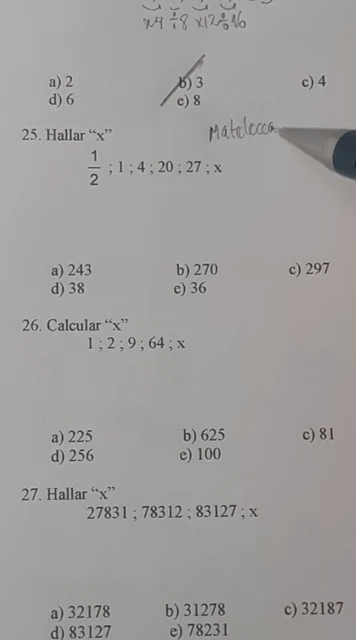 x4 ÷8 x12 ÷16
a) 2 b) 3 c) 4
d) 6 e) 8
25. Hallar “x” Matelecca
1/2 ; 1 ; 4 ; 20 ; 27 ; x
a) 243 b) 270 c) 297
d) 38 e) 36
26. Calcular “x”
1 ; 2 ; 9 ; 64 ; x
a) 225 b) 625 c) 81
d) 256 e) 100
27. Hallar “x”
27831 ; 78312 ; 83127 ; x
a) 32178 b) 31278 c) 32187
d) 83127 e) 78231